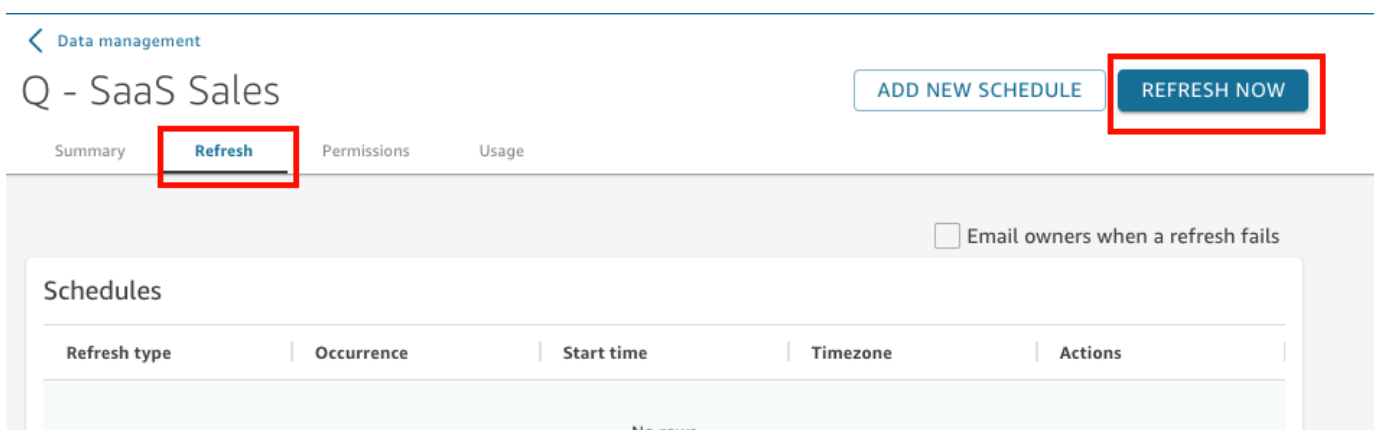 Data management
Q - SaaS Sales
ADD NEW SCHEDULE
REFRESH NOW
Summary
Refresh
Permissions
Usage
Email owners when a refresh fails
Schedules
Refresh type
Occurrence
Start time
Timezone
Actions